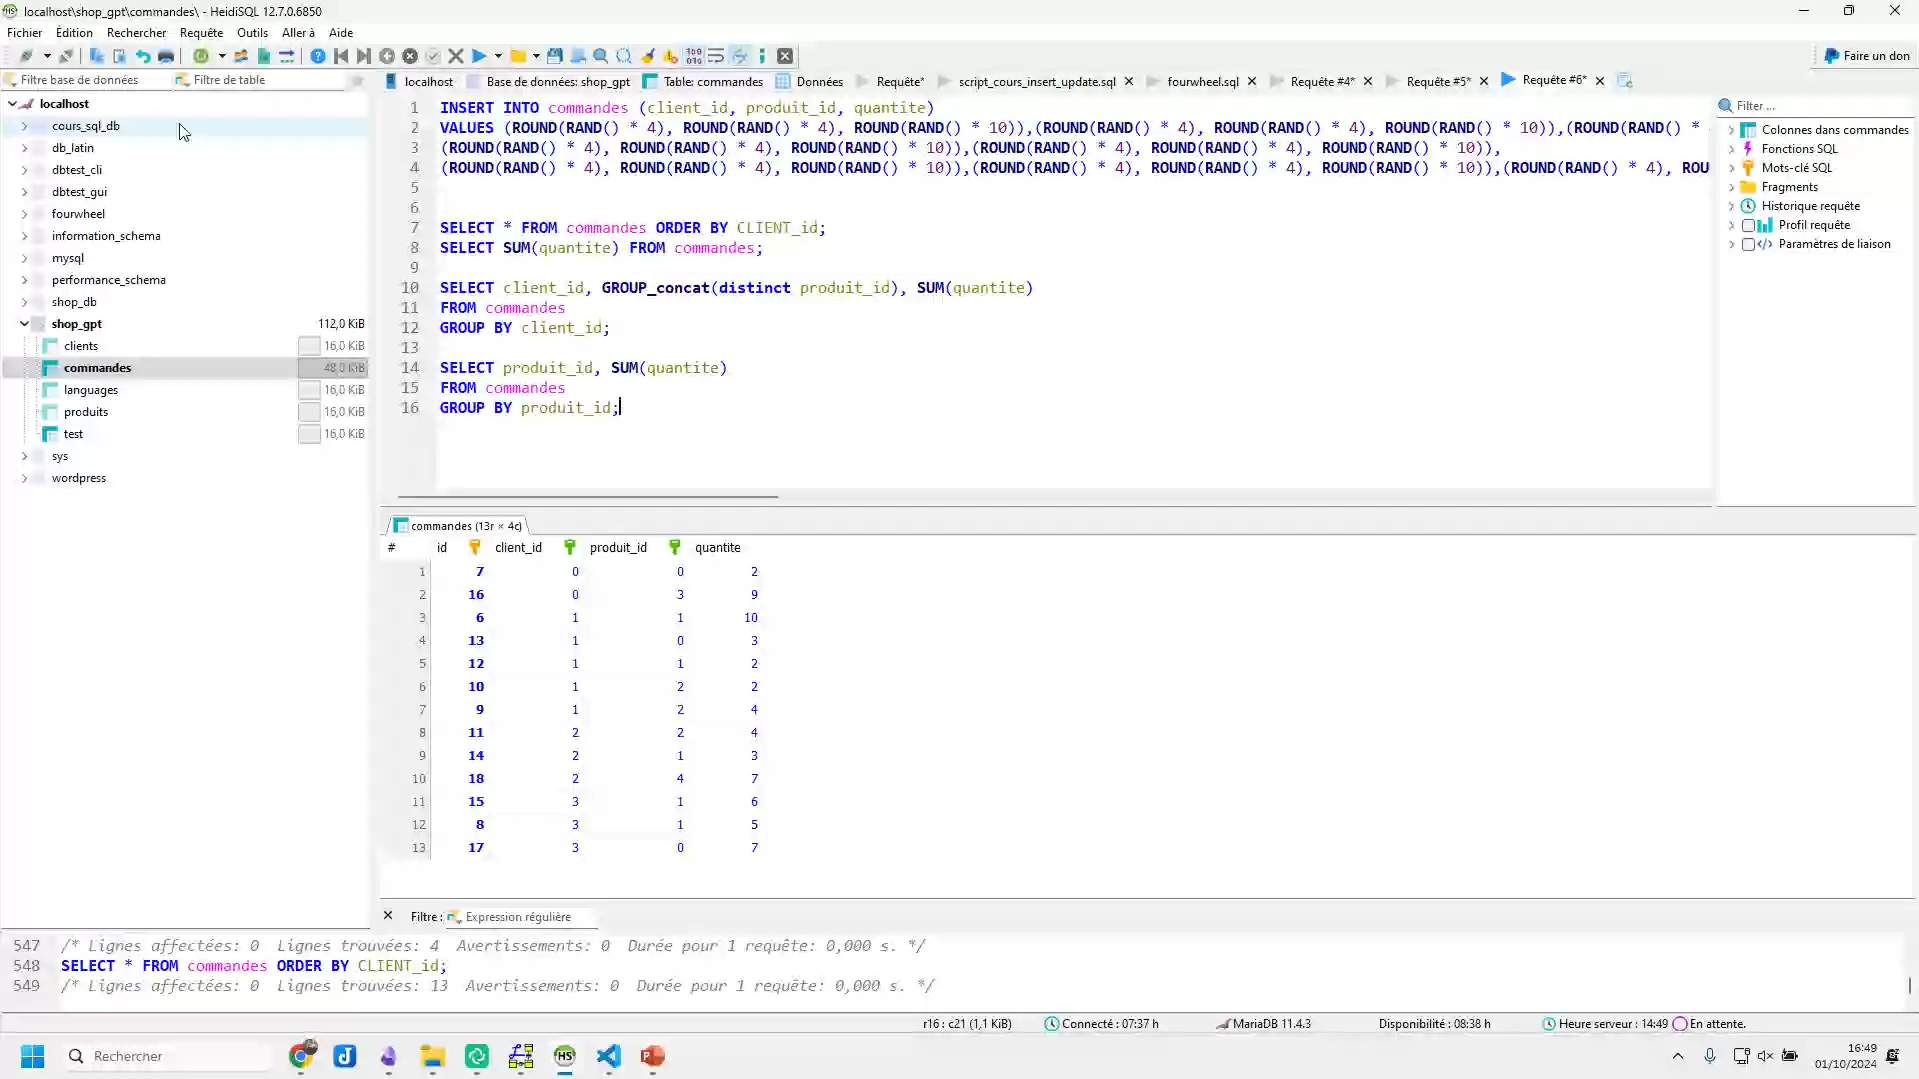 localhost\shop_gpt\commandes\ - HeidiSQL 12.7.0.6850
Fichier Édition Rechercher Requête Outils Aller à Aide
Faire un don
Filtre base de données Filtre de table
localhost Base de données: shop_gpt Table: commandes Données Requête* script_cours_insert_update.sql fourwheel.sql Requête #4* Requête #5* Requête #6*
localhost
cours_sql_db
db_latin
dbtest_cli
dbtest_gui
fourwheel
information_schema
mysql
performance_schema
shop_db
shop_gpt 112,0 KiB
clients 16,0 KiB
commandes 48,0 KiB
languages 16,0 KiB
produits 16,0 KiB
test 16,0 KiB
sys
wordpress
1 INSERT INTO commandes (client_id, produit_id, quantite)
2 VALUES (ROUND(RAND() * 4), ROUND(RAND() * 4), ROUND(RAND() * 10)),(ROUND(RAND() * 4), ROUND(RAND() * 4), ROUND(RAND() * 10)),(ROUND(RAND() *
3 (ROUND(RAND() * 4), ROUND(RAND() * 4), ROUND(RAND() * 10)),(ROUND(RAND() * 4), ROUND(RAND() * 4), ROUND(RAND() * 10)),
4 (ROUND(RAND() * 4), ROUND(RAND() * 4), ROUND(RAND() * 10)),(ROUND(RAND() * 4), ROUND(RAND() * 4), ROUND(RAND() * 10)),(ROUND(RAND() * 4), ROU
5
6
7 SELECT * FROM commandes ORDER BY CLIENT_id;
8 SELECT SUM(quantite) FROM commandes;
9
10 SELECT client_id, GROUP_concat(distinct produit_id), SUM(quantite)
11 FROM commandes
12 GROUP BY client_id;
13
14 SELECT produit_id, SUM(quantite)
15 FROM commandes
16 GROUP BY produit_id;
Filter ...
Colonnes dans commandes
Fonctions SQL
Mots-clé SQL
Fragments
Historique requête
Profil requête
Paramètres de liaison
commandes (13r × 4c)
# id client_id produit_id quantite
1 7 0 0 2
2 16 0 3 9
3 6 1 1 10
4 13 1 0 3
5 12 1 1 2
6 10 1 2 2
7 9 1 2 4
8 11 2 2 4
9 14 2 1 3
10 18 2 4 7
11 15 3 1 6
12 8 3 1 5
13 17 3 0 7
Filtre : Expression régulière
547 /* Lignes affectées: 0 Lignes trouvées: 4 Avertissements: 0 Durée pour 1 requête: 0,000 s. */
548 SELECT * FROM commandes ORDER BY CLIENT_id;
549 /* Lignes affectées: 0 Lignes trouvées: 13 Avertissements: 0 Durée pour 1 requête: 0,000 s. */
r16 : c21 (1,1 KiB) Connecté : 07:37 h MariaDB 11.4.3 Disponibilité : 08:38 h Heure serveur : 14:49 En attente.
Rechercher
16:49
01/10/2024